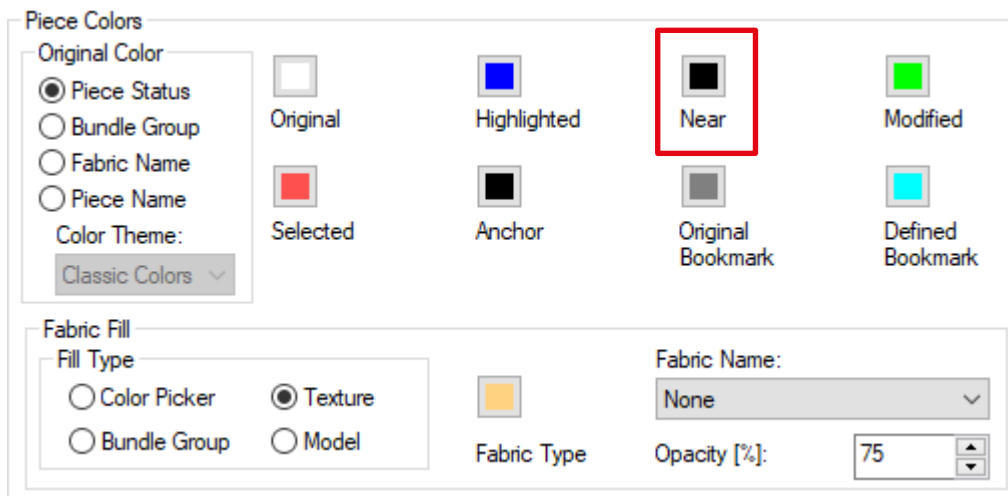 Piece Colors
Original Color
Piece Status
Bundle Group
Fabric Name
Piece Name
Color Theme:
Classic Colors
Original
Highlighted
Near
Modified
Selected
Anchor
Original
Bookmark
Defined
Bookmark
Fabric Fill
Fill Type
Color Picker
Texture
Bundle Group
Model
Fabric Type
Fabric Name:
None
Opacity [%]:
75